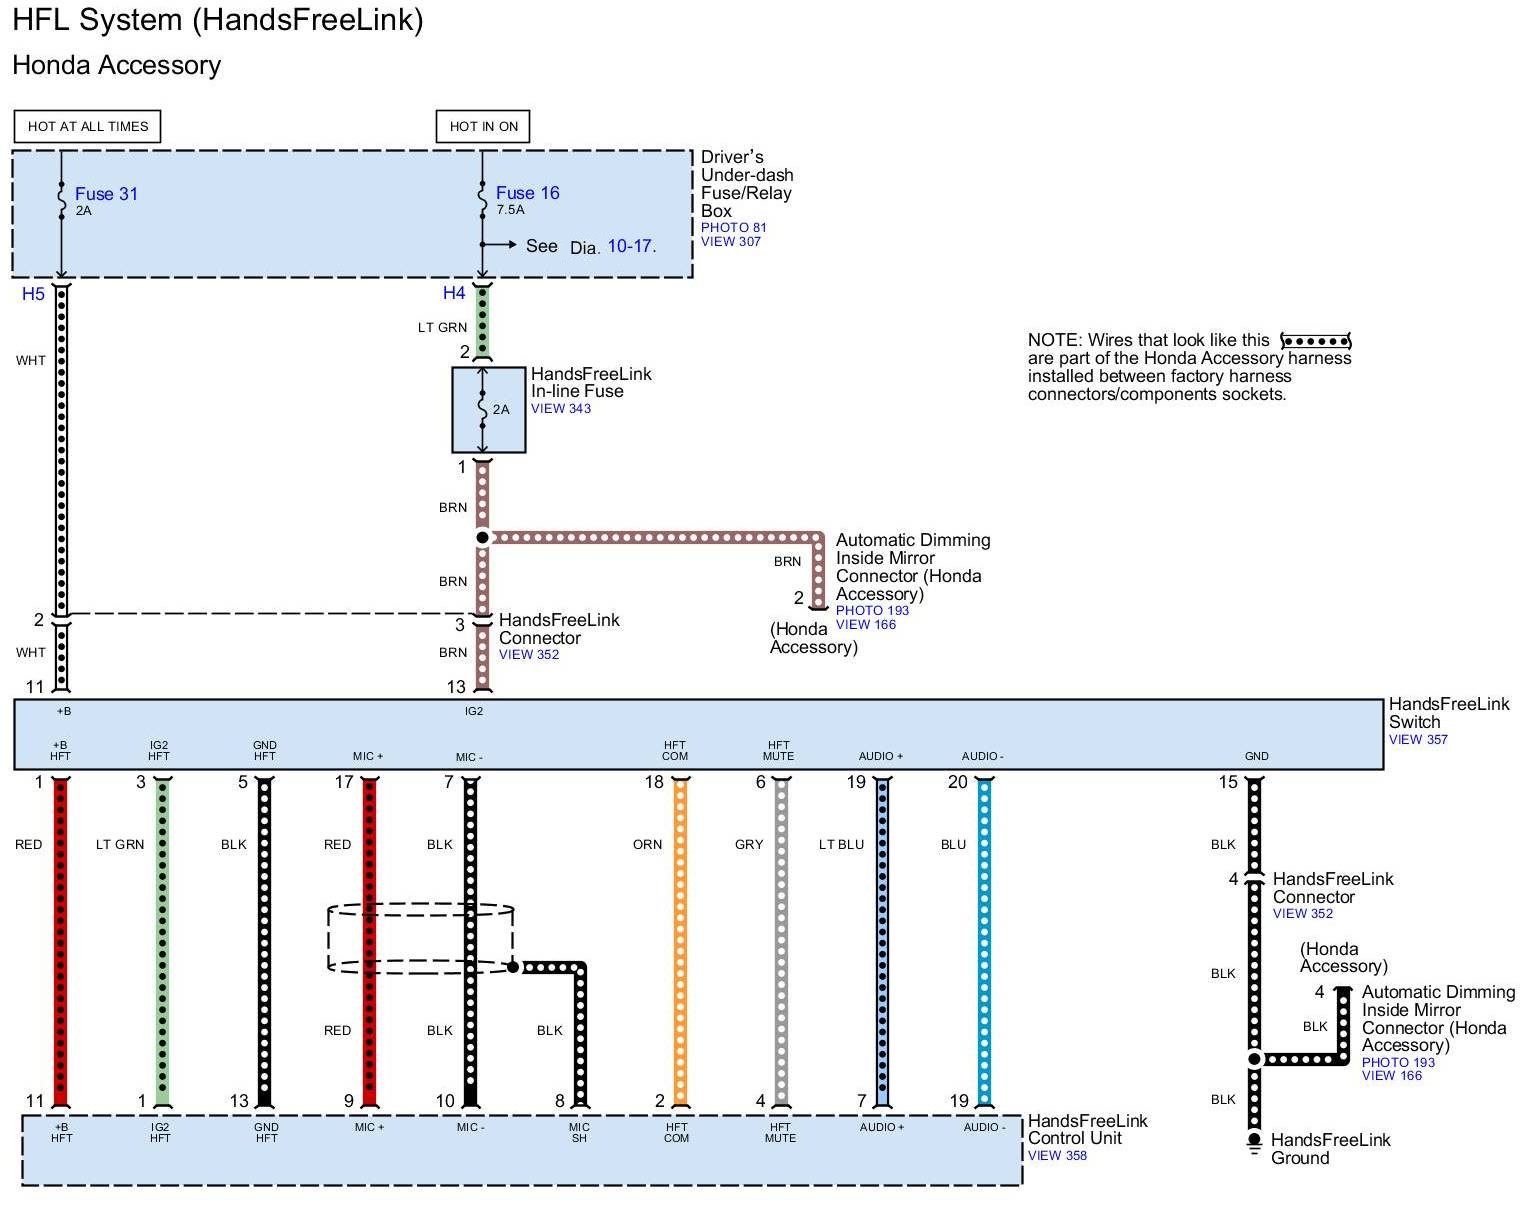 HFL System (HandsFreeLink)
Honda Accessory
HOT AT ALL TIMES
HOT IN ON
Fuse 31
2A
Fuse 16
7.5A
See Dia. 10-17.
Driver's
Under-dash
Fuse/Relay
Box
PHOTO 81
VIEW 307
H5
H4
LT GRN
WHT
2
HandsFreeLink
In-line Fuse
VIEW 343
2A
1
NOTE: Wires that look like this
are part of the Honda Accessory harness
installed between factory harness
connectors/components sockets.
BRN
BRN
BRN
2
Automatic Dimming
Inside Mirror
Connector (Honda
Accessory)
PHOTO 193
VIEW 166
(Honda
Accessory)
2
3
HandsFreeLink
Connector
VIEW 352
WHT
BRN
11
13
+B
IG2
HandsFreeLink
Switch
VIEW 357
+B
HFT
IG2
HFT
GND
HFT
MIC +
MIC -
HFT
COM
HFT
MUTE
AUDIO +
AUDIO -
GND
1
3
5
17
7
18
6
19
20
15
RED
LT GRN
BLK
RED
BLK
ORN
GRY
LT BLU
BLU
BLK
4
HandsFreeLink
Connector
VIEW 352
(Honda
Accessory)
BLK
4
Automatic Dimming
Inside Mirror
Connector (Honda
Accessory)
PHOTO 193
VIEW 166
BLK
RED
BLK
BLK
BLK
11
1
13
9
10
8
2
4
7
19
+B
HFT
IG2
HFT
GND
HFT
MIC +
MIC -
MIC
SH
HFT
COM
HFT
MUTE
AUDIO +
AUDIO -
HandsFreeLink
Control Unit
VIEW 358
HandsFreeLink
Ground